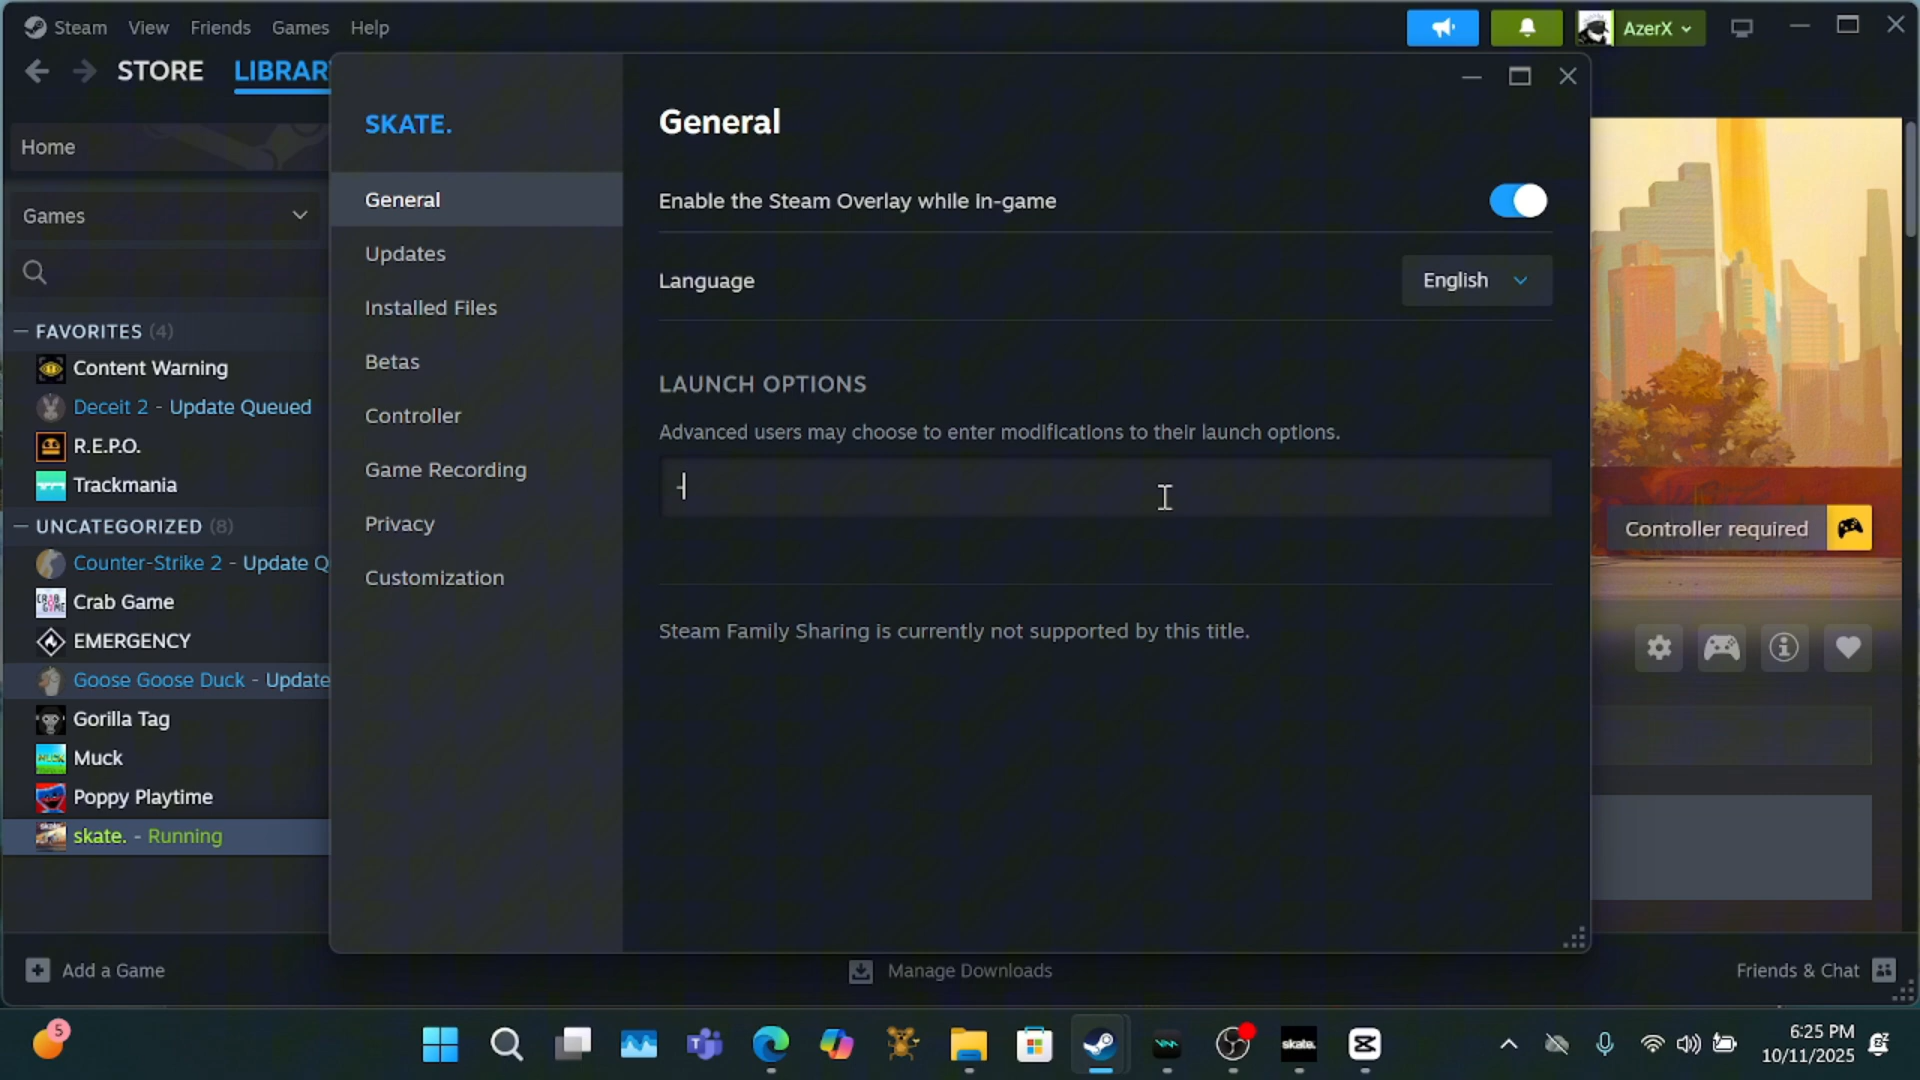 Steam View Friends Games Help
AzerX
STORE LIBRAR
Home
Games
— FAVORITES (4)
Content Warning
Deceit 2 - Update Queued
R.E.P.O.
Trackmania
— UNCATEGORIZED (8)
Counter-Strike 2 - Update Q
Crab Game
EMERGENCY
Goose Goose Duck - Update
Gorilla Tag
Muck
Poppy Playtime
skate. - Running
Add a Game
SKATE.
General
Updates
Installed Files
Betas
Controller
Game Recording
Privacy
Customization
General
Enable the Steam Overlay while in-game
Language
English
LAUNCH OPTIONS
Advanced users may choose to enter modifications to their launch options.
-
Steam Family Sharing is currently not supported by this title.
Controller required
Manage Downloads
Friends & Chat
5
skate.
6:25 PM
10/11/2025